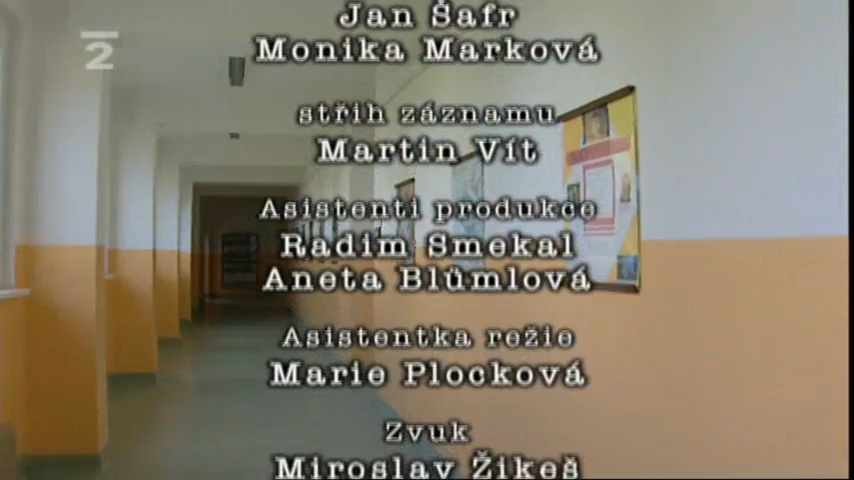 2
Jan Šafr
Monika Marková
střih záznamu
Martin Vít
Asistenti produkce
Radim Smekal
Aneta Blümlová
Asistentka režie
Marie Plocková
Zvuk
Miroslav Žikeš